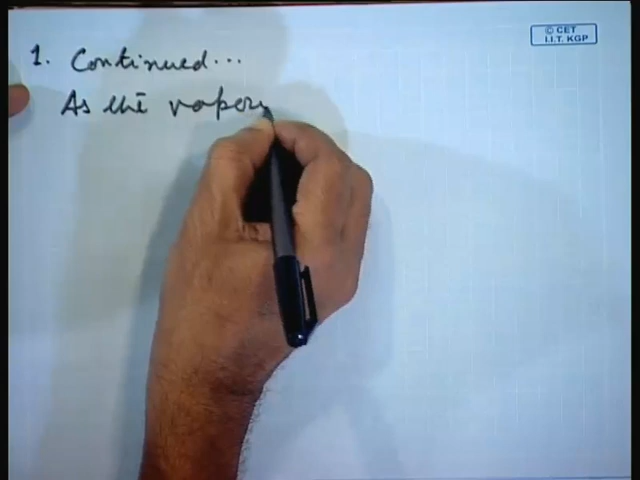 © CET
I.I.T. KGP
1. Continued...
As the vapor